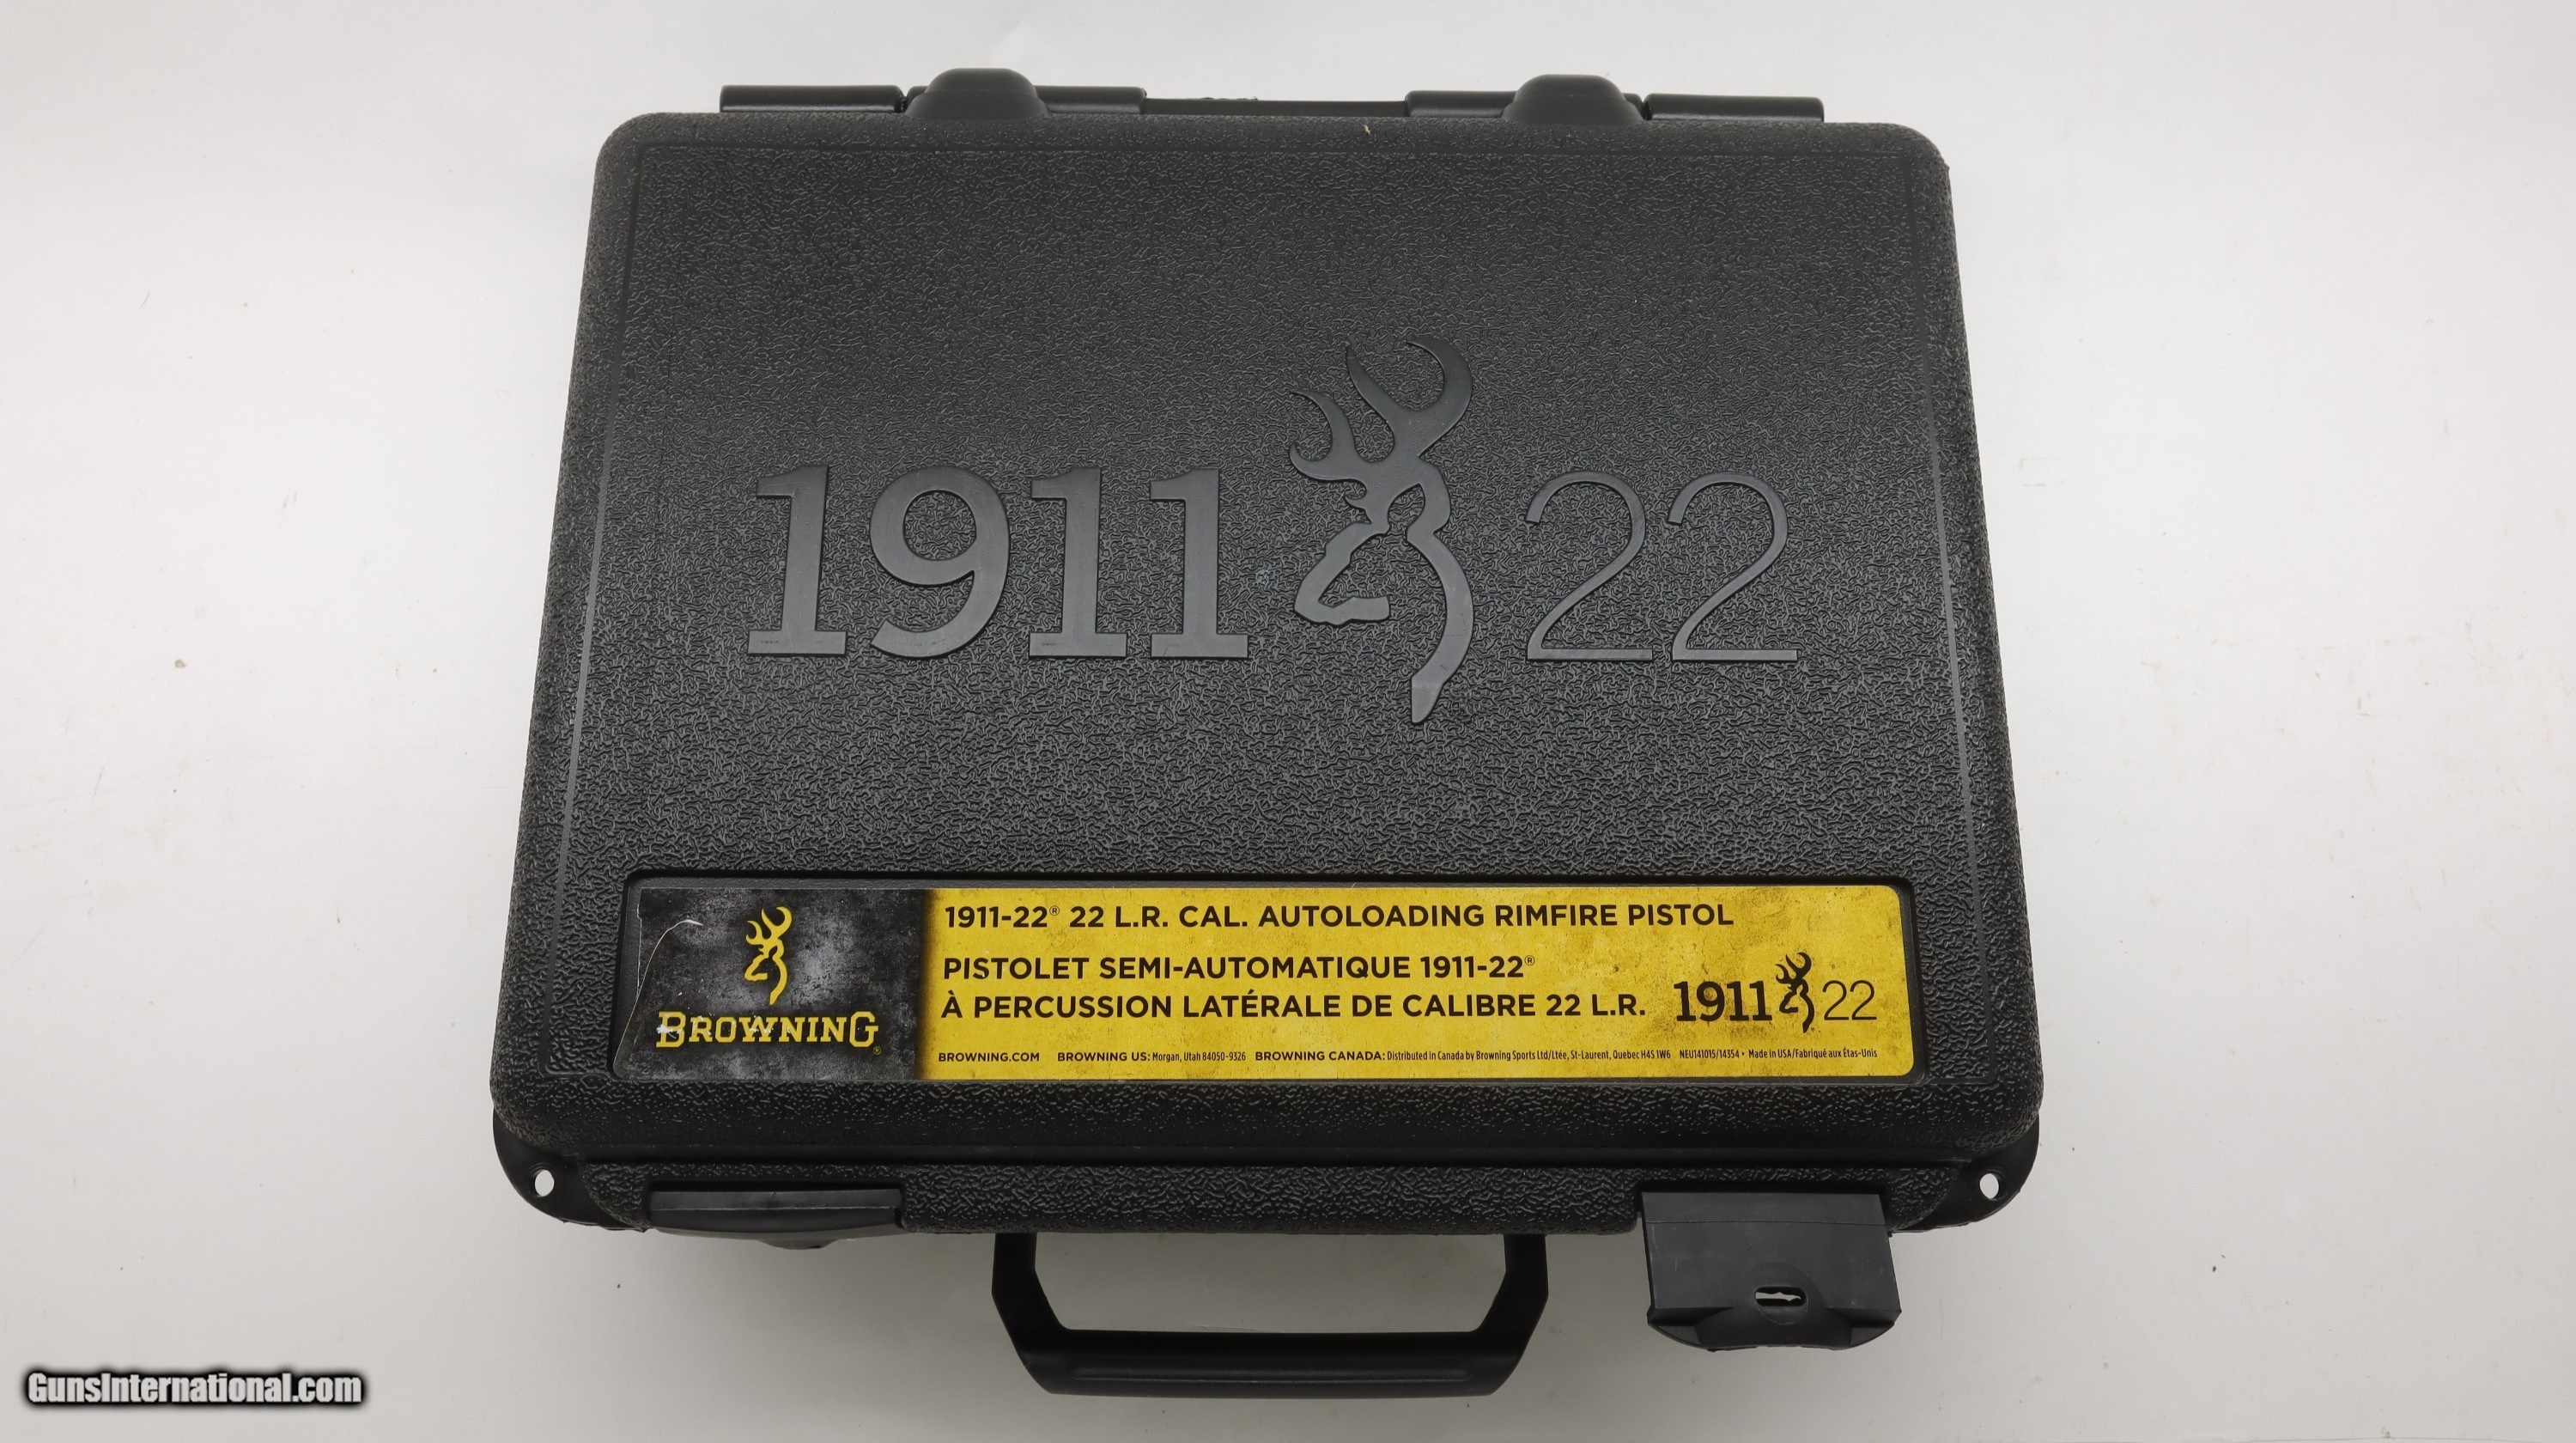 1911 22
1911-22® 22 L.R. CAL. AUTOLOADING RIMFIRE PISTOL
PISTOLET SEMI-AUTOMATIQUE 1911-22®
À PERCUSSION LATÉRALE DE CALIBRE 22 L.R.
1911 22
BROWNING®
BROWNING.COM BROWNING US: Morgan, Utah 84050-9326 BROWNING CANADA: Distributed in Canada by Browning Sports Ltd/Ltée, St-Laurent, Quebec H4S 1W6 NEU141015/14354 • Made in USA/Fabriqué aux États-Unis
GunsInternational.com